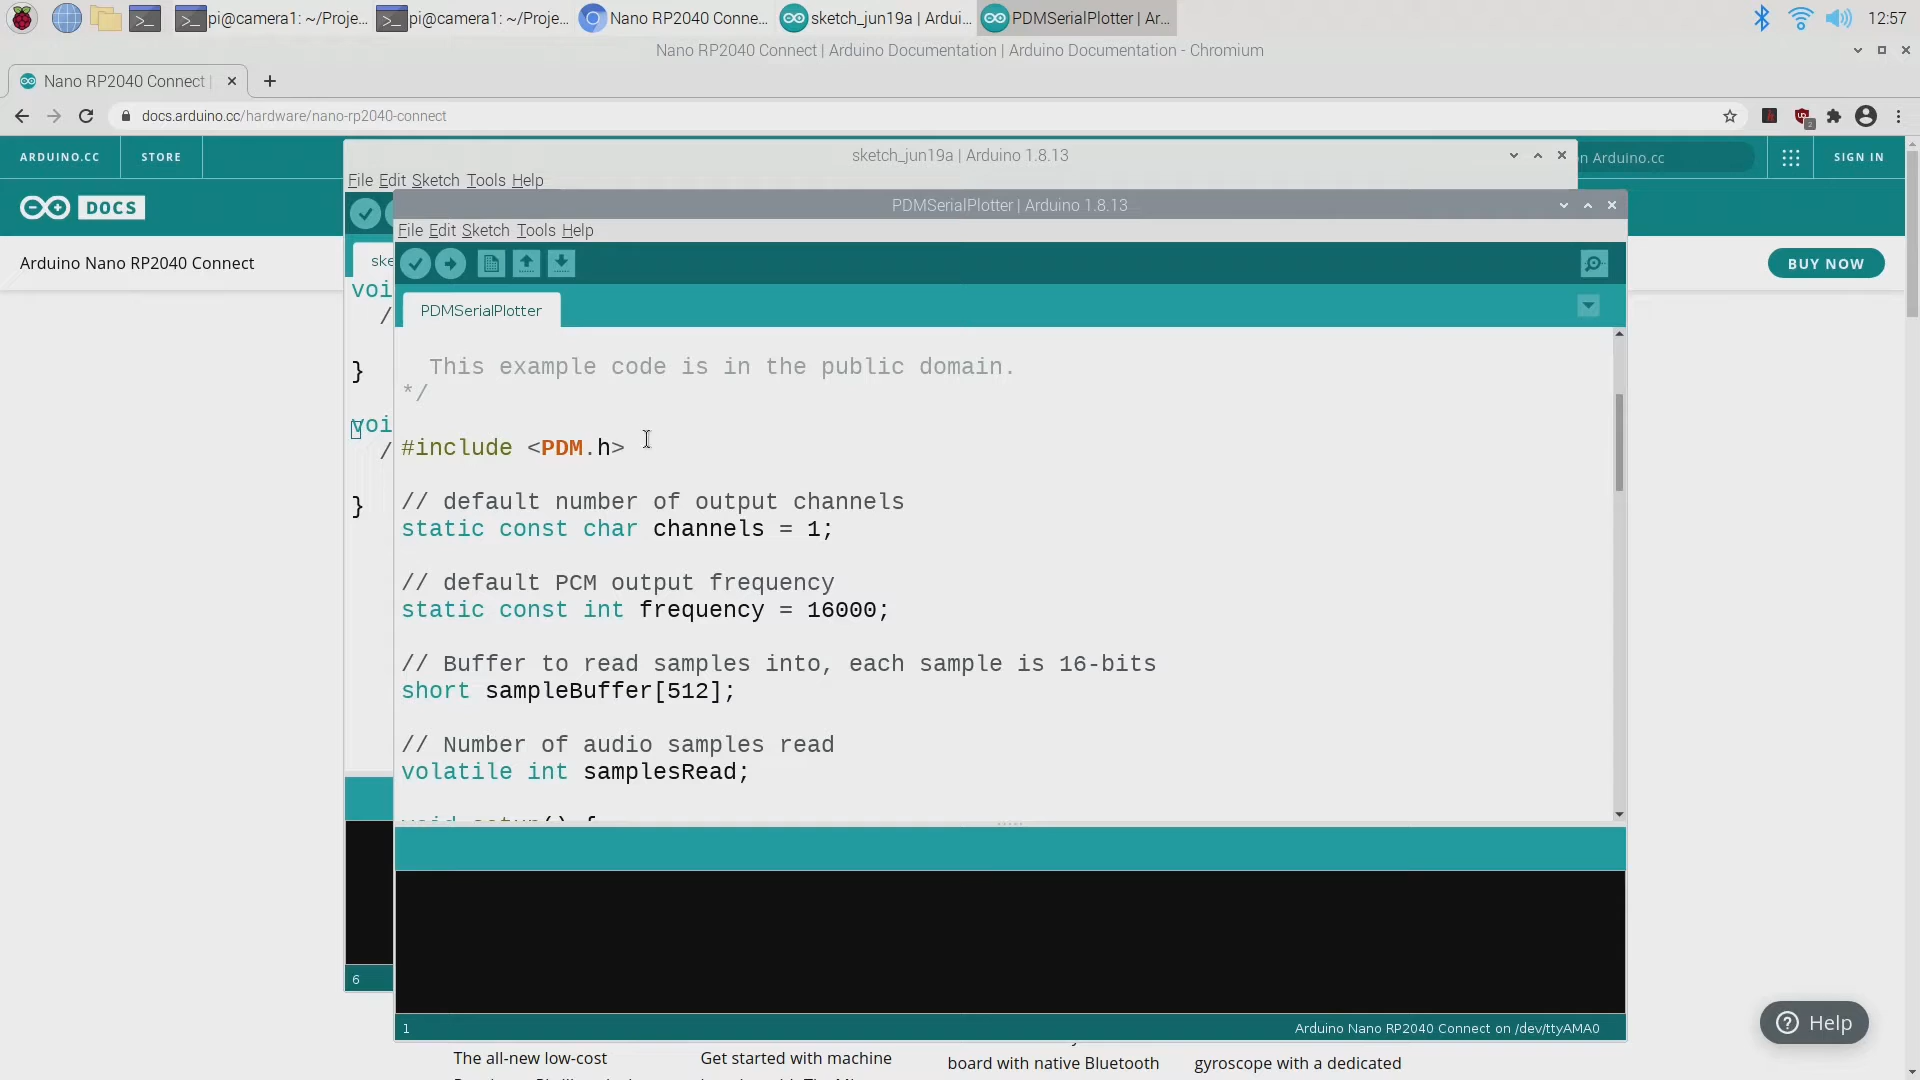 pi@camera1: ~/Proje...
pi@camera1: ~/Proje...
Nano RP2040 Conne...
sketch_jun19a | Ardui...
PDMSerialPlotter | Ar...
12:57
Nano RP2040 Connect | Arduino Documentation | Arduino Documentation - Chromium
Nano RP2040 Connect |
docs.arduino.cc/hardware/nano-rp2040-connect
2
ARDUINO.CC
STORE
n Arduino.cc
SIGN IN
DOCS
Arduino Nano RP2040 Connect
BUY NOW
sketch_jun19a | Arduino 1.8.13
File Edit Sketch Tools Help
ske
voi
/
}
voi
/
}
6
PDMSerialPlotter | Arduino 1.8.13
File Edit Sketch Tools Help
PDMSerialPlotter
This example code is in the public domain.
*/
#include <PDM.h>
// default number of output channels
static const char channels = 1;
// default PCM output frequency
static const int frequency = 16000;
// Buffer to read samples into, each sample is 16-bits
short sampleBuffer[512];
// Number of audio samples read
volatile int samplesRead;
void setup() {
1
Arduino Nano RP2040 Connect on /dev/ttyAMA0
Help
The all-new low-cost
Get started with machine
board with native Bluetooth
gyroscope with a dedicated